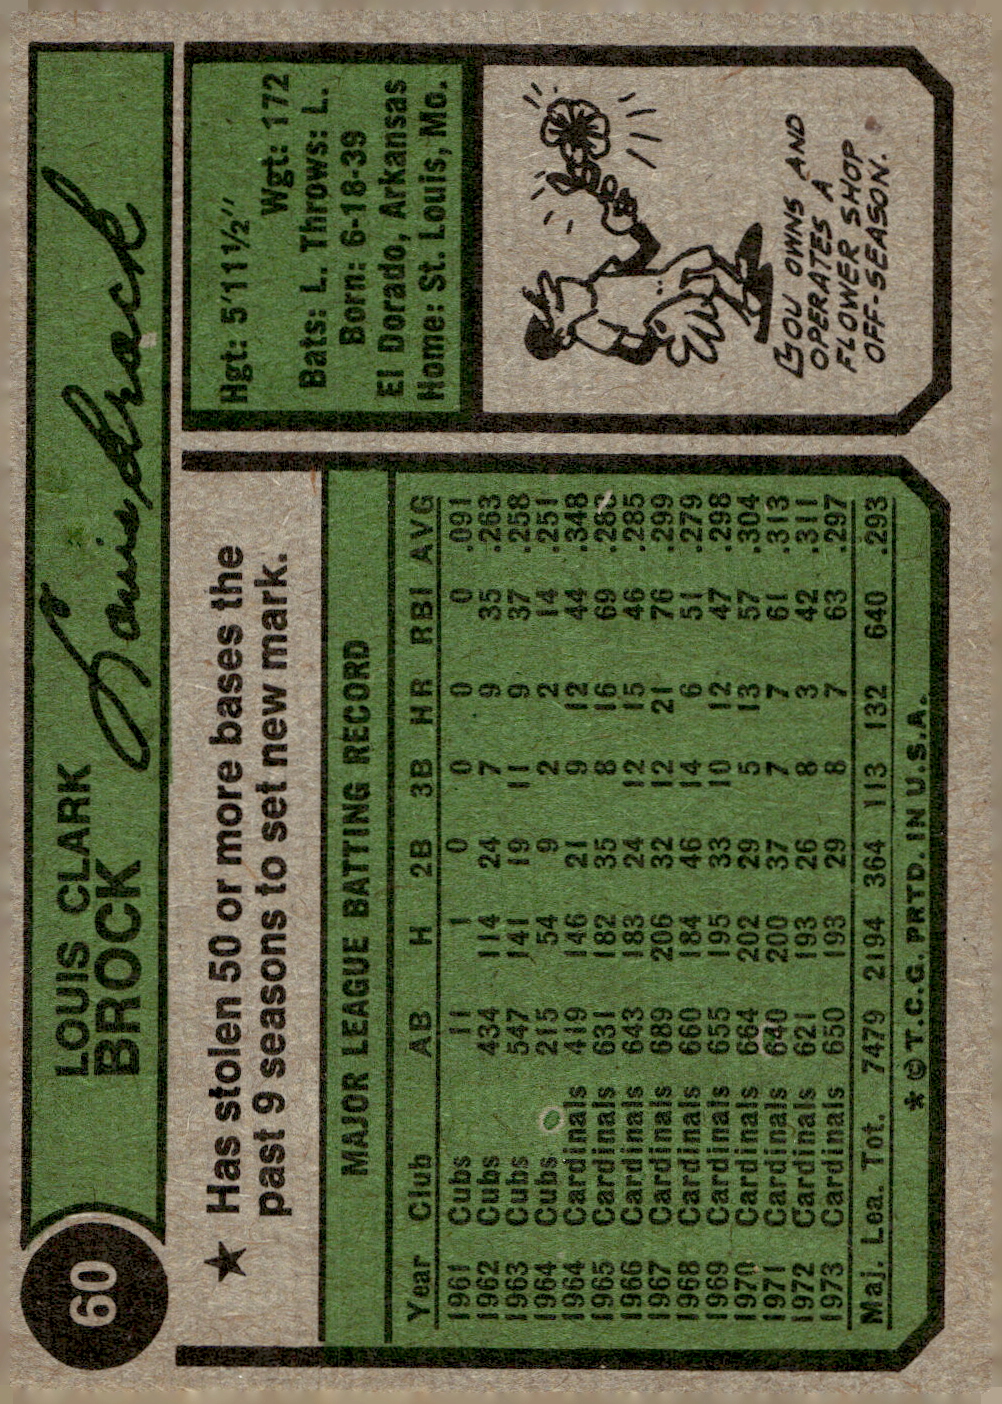 60
LOUIS CLARK
BROCK
Louis Brock
★ Has stolen 50 or more bases the
past 9 seasons to set new mark.
Hgt: 5'11½" Wgt: 172
Bats: L. Throws: L.
Born: 6-18-39
El Dorado, Arkansas
Home: St. Louis, Mo.
MAJOR LEAGUE BATTING RECORD
Year Club AB H 2B 3B HR RBI AVG
1961 Cubs 11 1 0 0 0 0 .091
1962 Cubs 434 114 24 7 9 35 .263
1963 Cubs 547 141 19 11 9 37 .258
1964 Cubs 215 54 9 2 2 14 .251
1964 Cardinals 419 146 21 9 12 44 .348
1965 Cardinals 631 182 35 8 16 69 .288
1966 Cardinals 643 183 24 12 15 46 .285
1967 Cardinals 689 206 32 12 21 76 .299
1968 Cardinals 660 184 46 14 6 51 .279
1969 Cardinals 655 195 33 10 12 47 .298
1970 Cardinals 664 202 29 5 13 57 .304
1971 Cardinals 640 200 37 7 7 61 .313
1972 Cardinals 621 193 26 8 3 42 .311
1973 Cardinals 650 193 29 8 7 63 .297
Maj. Lea. Tot. 7479 2194 364 113 132 640 .293
LOU OWNS AND
OPERATES A
FLOWER SHOP
OFF-SEASON.
* © T.C.G. PRTD. IN U.S.A.